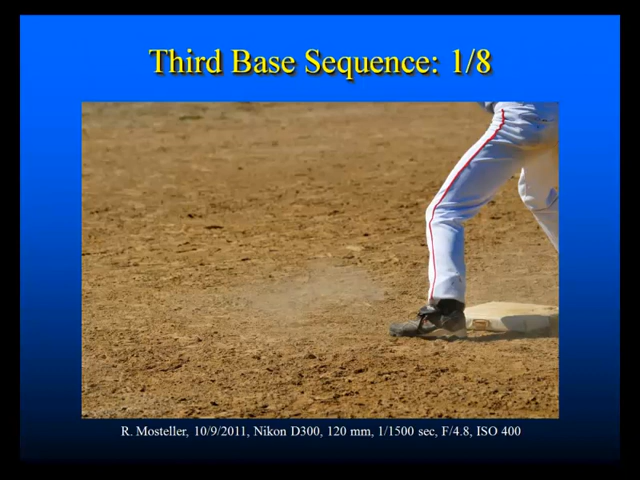 Third Base Sequence: 1/8
R. Mosteller, 10/9/2011, Nikon D300, 120 mm, 1/1500 sec, F/4.8, ISO 400